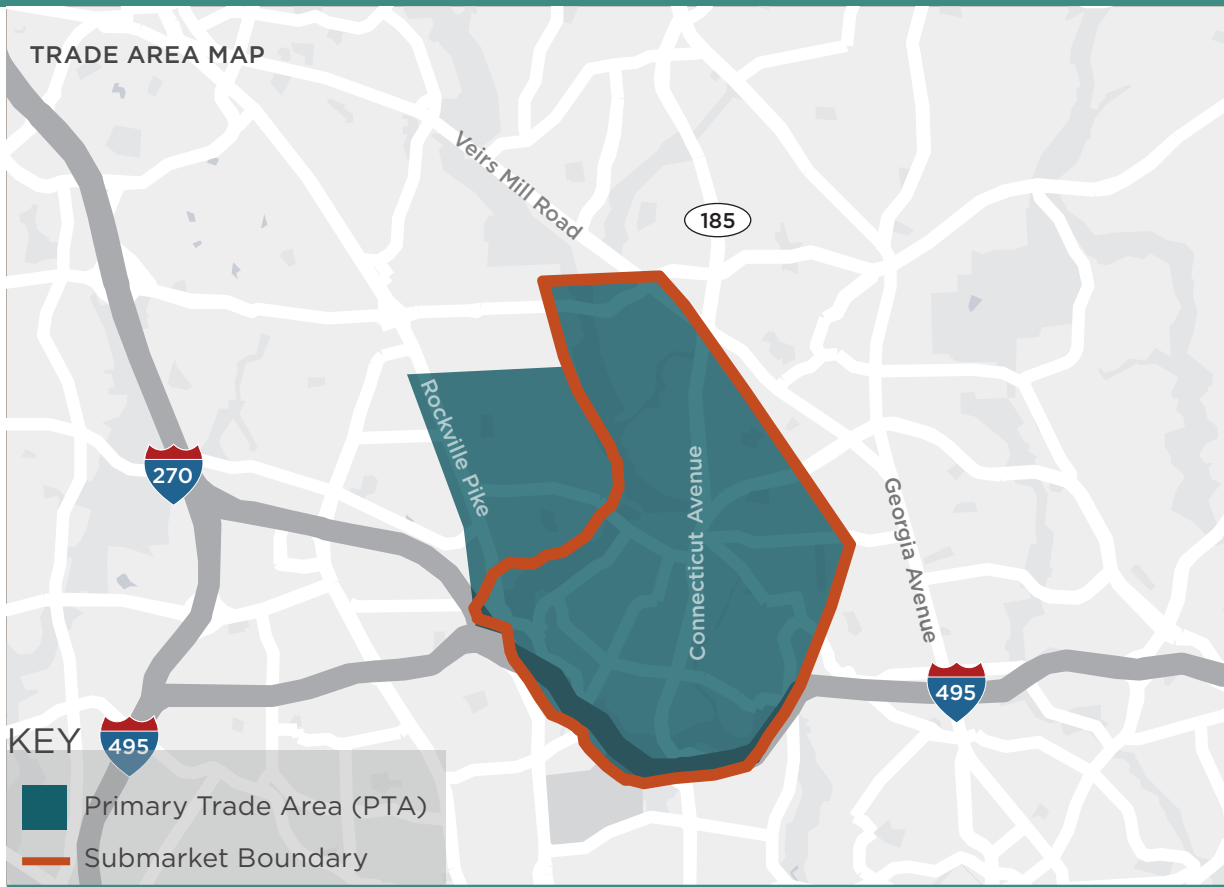 TRADE AREA MAP
Veirs Mill Road
185
Rockville Pike
270
Connecticut Avenue
Georgia Avenue
495
KEY
495
Primary Trade Area (PTA)
Submarket Boundary